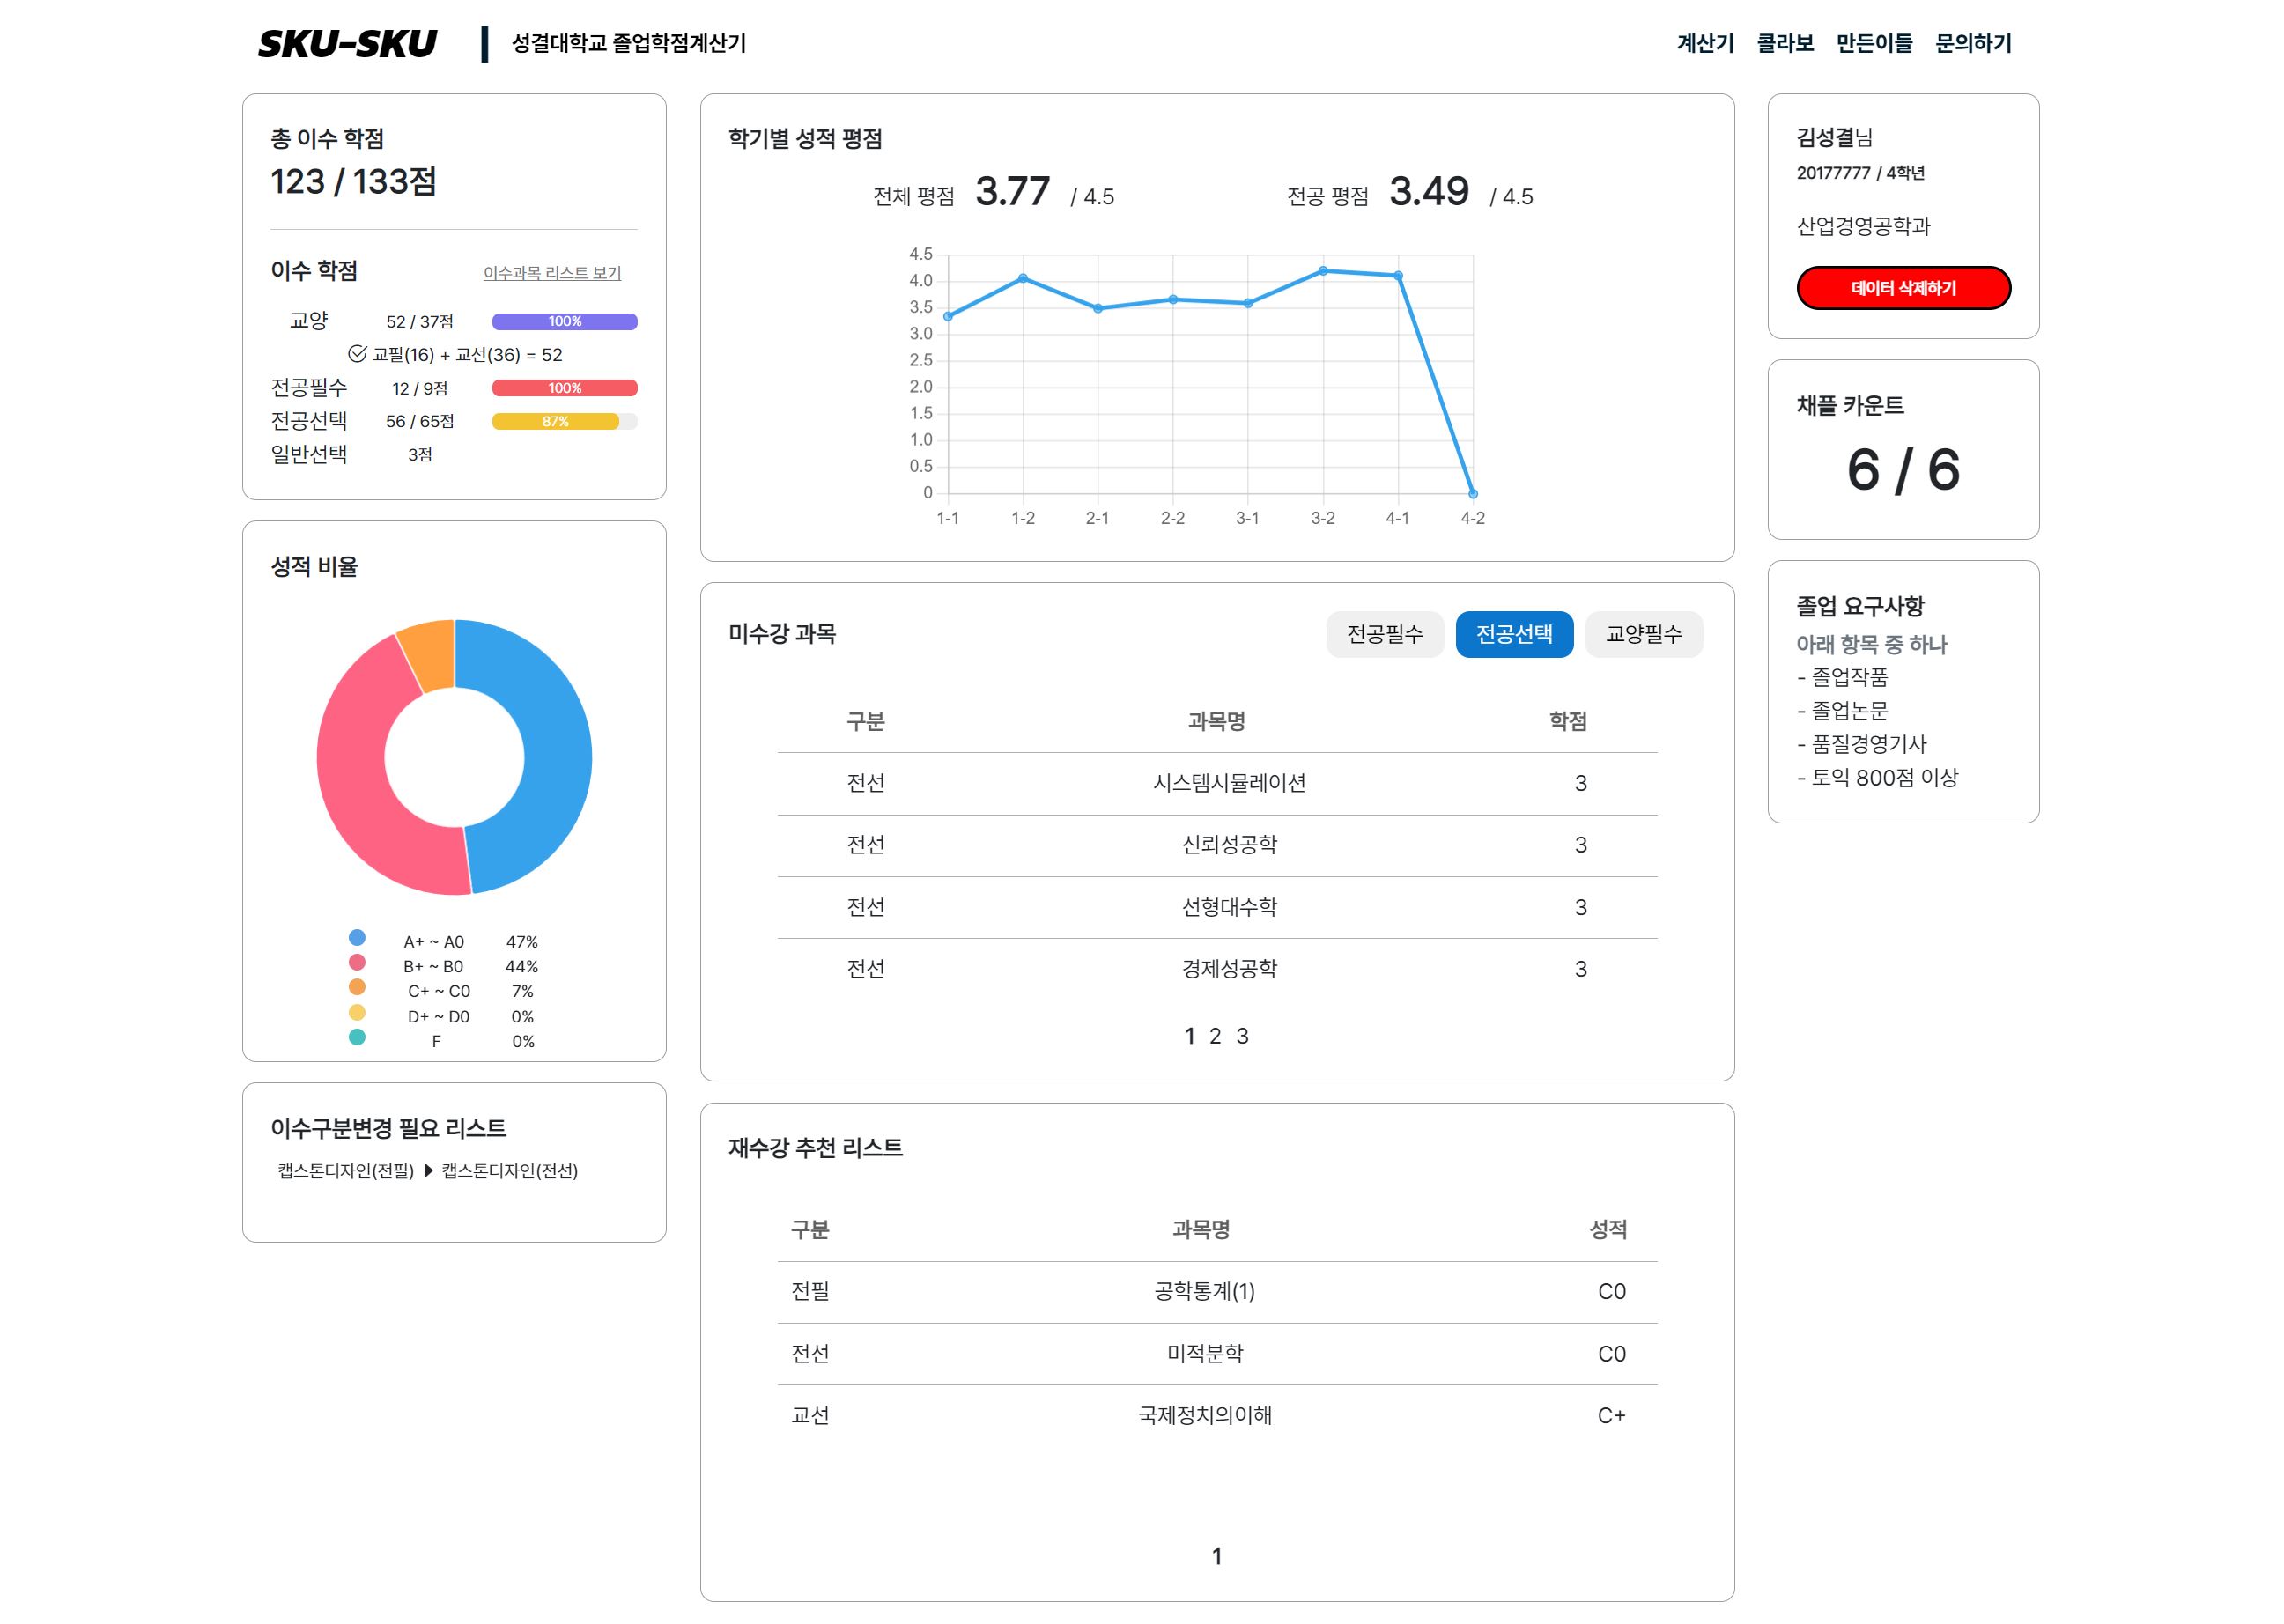 SKU-SKU
성결대학교 졸업학점계산기
계산기 콜라보 만든이들 문의하기
총 이수 학점
123 / 133점
이수 학점
이수과목 리스트 보기
교양 52 / 37점 100%
교필(16) + 교선(36) = 52
전공필수 12 / 9점 100%
전공선택 56 / 65점 87%
일반선택 3점
성적 비율
A+ ~ A0 47%
B+ ~ B0 44%
C+ ~ C0 7%
D+ ~ D0 0%
F 0%
이수구분변경 필요 리스트
캡스톤디자인(전필) 캡스톤디자인(전선)
학기별 성적 평점
전체 평점 3.77 / 4.5
전공 평점 3.49 / 4.5
4.5
4.0
3.5
3.0
2.5
2.0
1.5
1.0
0.5
0
1-1 1-2 2-1 2-2 3-1 3-2 4-1 4-2
미수강 과목
전공필수 전공선택 교양필수
구분 과목명 학점
전선 시스템시뮬레이션 3
전선 신뢰성공학 3
전선 선형대수학 3
전선 경제성공학 3
1 2 3
재수강 추천 리스트
구분 과목명 성적
전필 공학통계(1) C0
전선 미적분학 C0
교선 국제정치의이해 C+
1
김성결님
20177777 / 4학년
산업경영공학과
데이터 삭제하기
채플 카운트
6 / 6
졸업 요구사항
아래 항목 중 하나
- 졸업작품
- 졸업논문
- 품질경영기사
- 토익 800점 이상